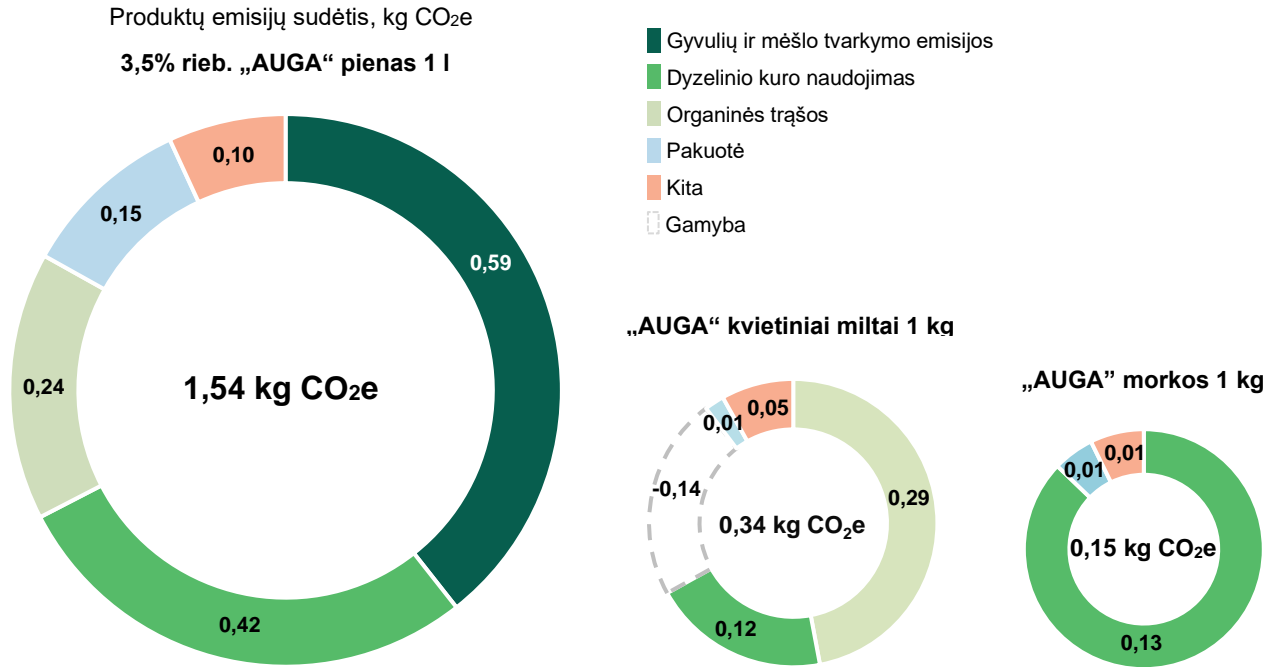 Produktų emisijų sudėtis, kg CO2e
3,5% rieb. „AUGA“ pienas 1 l
0,10
0,59
0,15
0,24
1,54 kg CO2e
0,42
Gyvulių ir mėšlo tvarkymo emisijos
Dyzelinio kuro naudojimas
Organinės trąšos
Pakuotė
Kita
Gamyba
„AUGA“ kvietiniai miltai 1 kg
0,01
0,05
-0,14
0,29
0,34 kg CO₂e
0,12
„AUGA” morkos 1 kg
0,01
0,01
0,15 kg CO2e
0,13